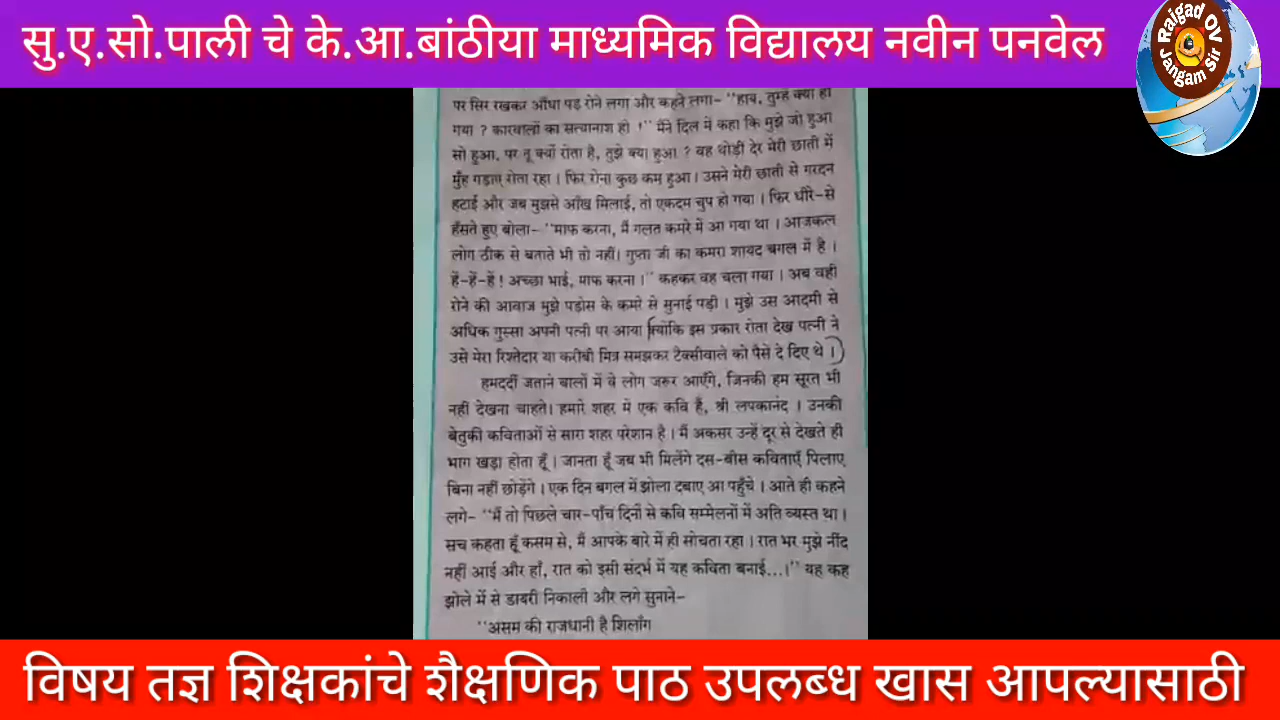 सु.ए.सो.पाली चे के.आ.बांठीया माध्यमिक विद्यालय नवीन पनवेल
Raigad OV
Jangam Sir
पर सिर रखकर औंधा पड़ रोने लगा और कहने लगा- ''हाय, तुम्हें क्या हो
गया ? कारवालों का सत्यानाश हो !'' मैंने दिल में कहा कि मुझे जो हुआ
सो हुआ, पर तू क्यों रोता है, तुझे क्या हुआ ? वह थोड़ी देर मेरी छाती में
मुँह गड़ाए रोता रहा । फिर रोना कुछ कम हुआ । उसने मेरी छाती से गरदन
हटाई और जब मुझसे आँख मिलाई, तो एकदम चुप हो गया । फिर धीरे-से
हँसते हुए बोला- ''माफ करना, मैं गलत कमरे में आ गया था । आजकल
लोग ठीक से बताते भी तो नहीं। गुप्ता जी का कमरा शायद बगल में है ।
हें-हें-हें ! अच्छा भाई, माफ करना ।'' कहकर वह चला गया । अब वही
रोने की आवाज मुझे पड़ोस के कमरे से सुनाई पड़ी । मुझे उस आदमी से
अधिक गुस्सा अपनी पत्नी पर आया क्योंकि इस प्रकार रोता देख पत्नी ने
उसे मेरा रिश्तेदार या करीबी मित्र समझकर टैक्सीवाले को पैसे दे दिए थे ।
हमदर्दी जताने वालों में वे लोग जरूर आएँगे, जिनकी हम सूरत भी
नहीं देखना चाहते। हमारे शहर में एक कवि हैं, श्री लपकानंद । उनकी
बेतुकी कविताओं से सारा शहर परेशान है । मैं अकसर उन्हें दूर से देखते ही
भाग खड़ा होता हूँ । जानता हूँ जब भी मिलेंगे दस-बीस कविताएँ पिलाए
बिना नहीं छोड़ेंगे । एक दिन बगल में झोला दबाए आ पहुँचे । आते ही कहने
लगे- ''मैं तो पिछले चार-पाँच दिनों से कवि सम्मेलनों में अति व्यस्त था ।
सच कहता हूँ कसम से, मैं आपके बारे में ही सोचता रहा । रात भर मुझे नींद
नहीं आई और हाँ, रात को इसी संदर्भ में यह कविता बनाई...।'' यह कह
झोले में से डायरी निकाली और लगे सुनाने-
''असम की राजधानी है शिलाँग
विषय तज्ञ शिक्षकांचे शैक्षणिक पाठ उपलब्ध खास आपल्यासाठी